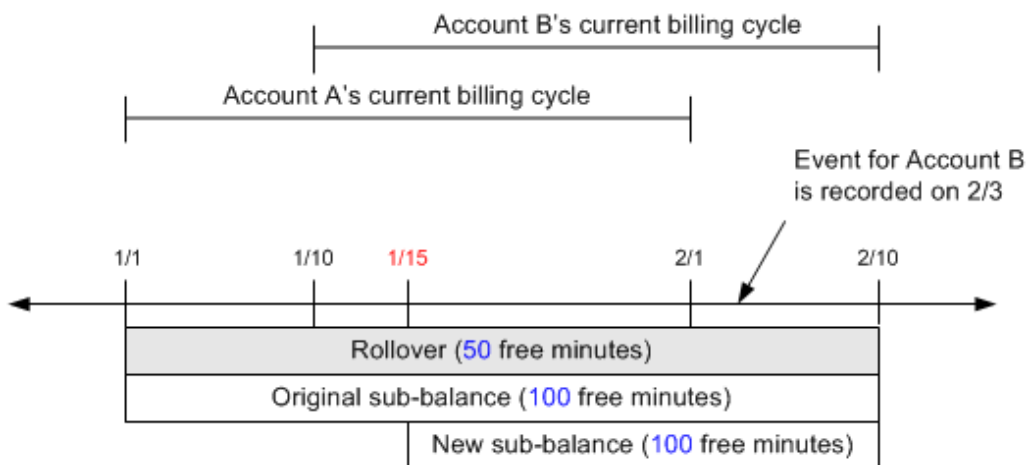 Account B's current billing cycle
Account A's current billing cycle
Event for Account B
is recorded on 2/3
1/1
1/10
1/15
2/1
2/10
Rollover (50 free minutes)
Original sub-balance (100 free minutes)
New sub-balance (100 free minutes)